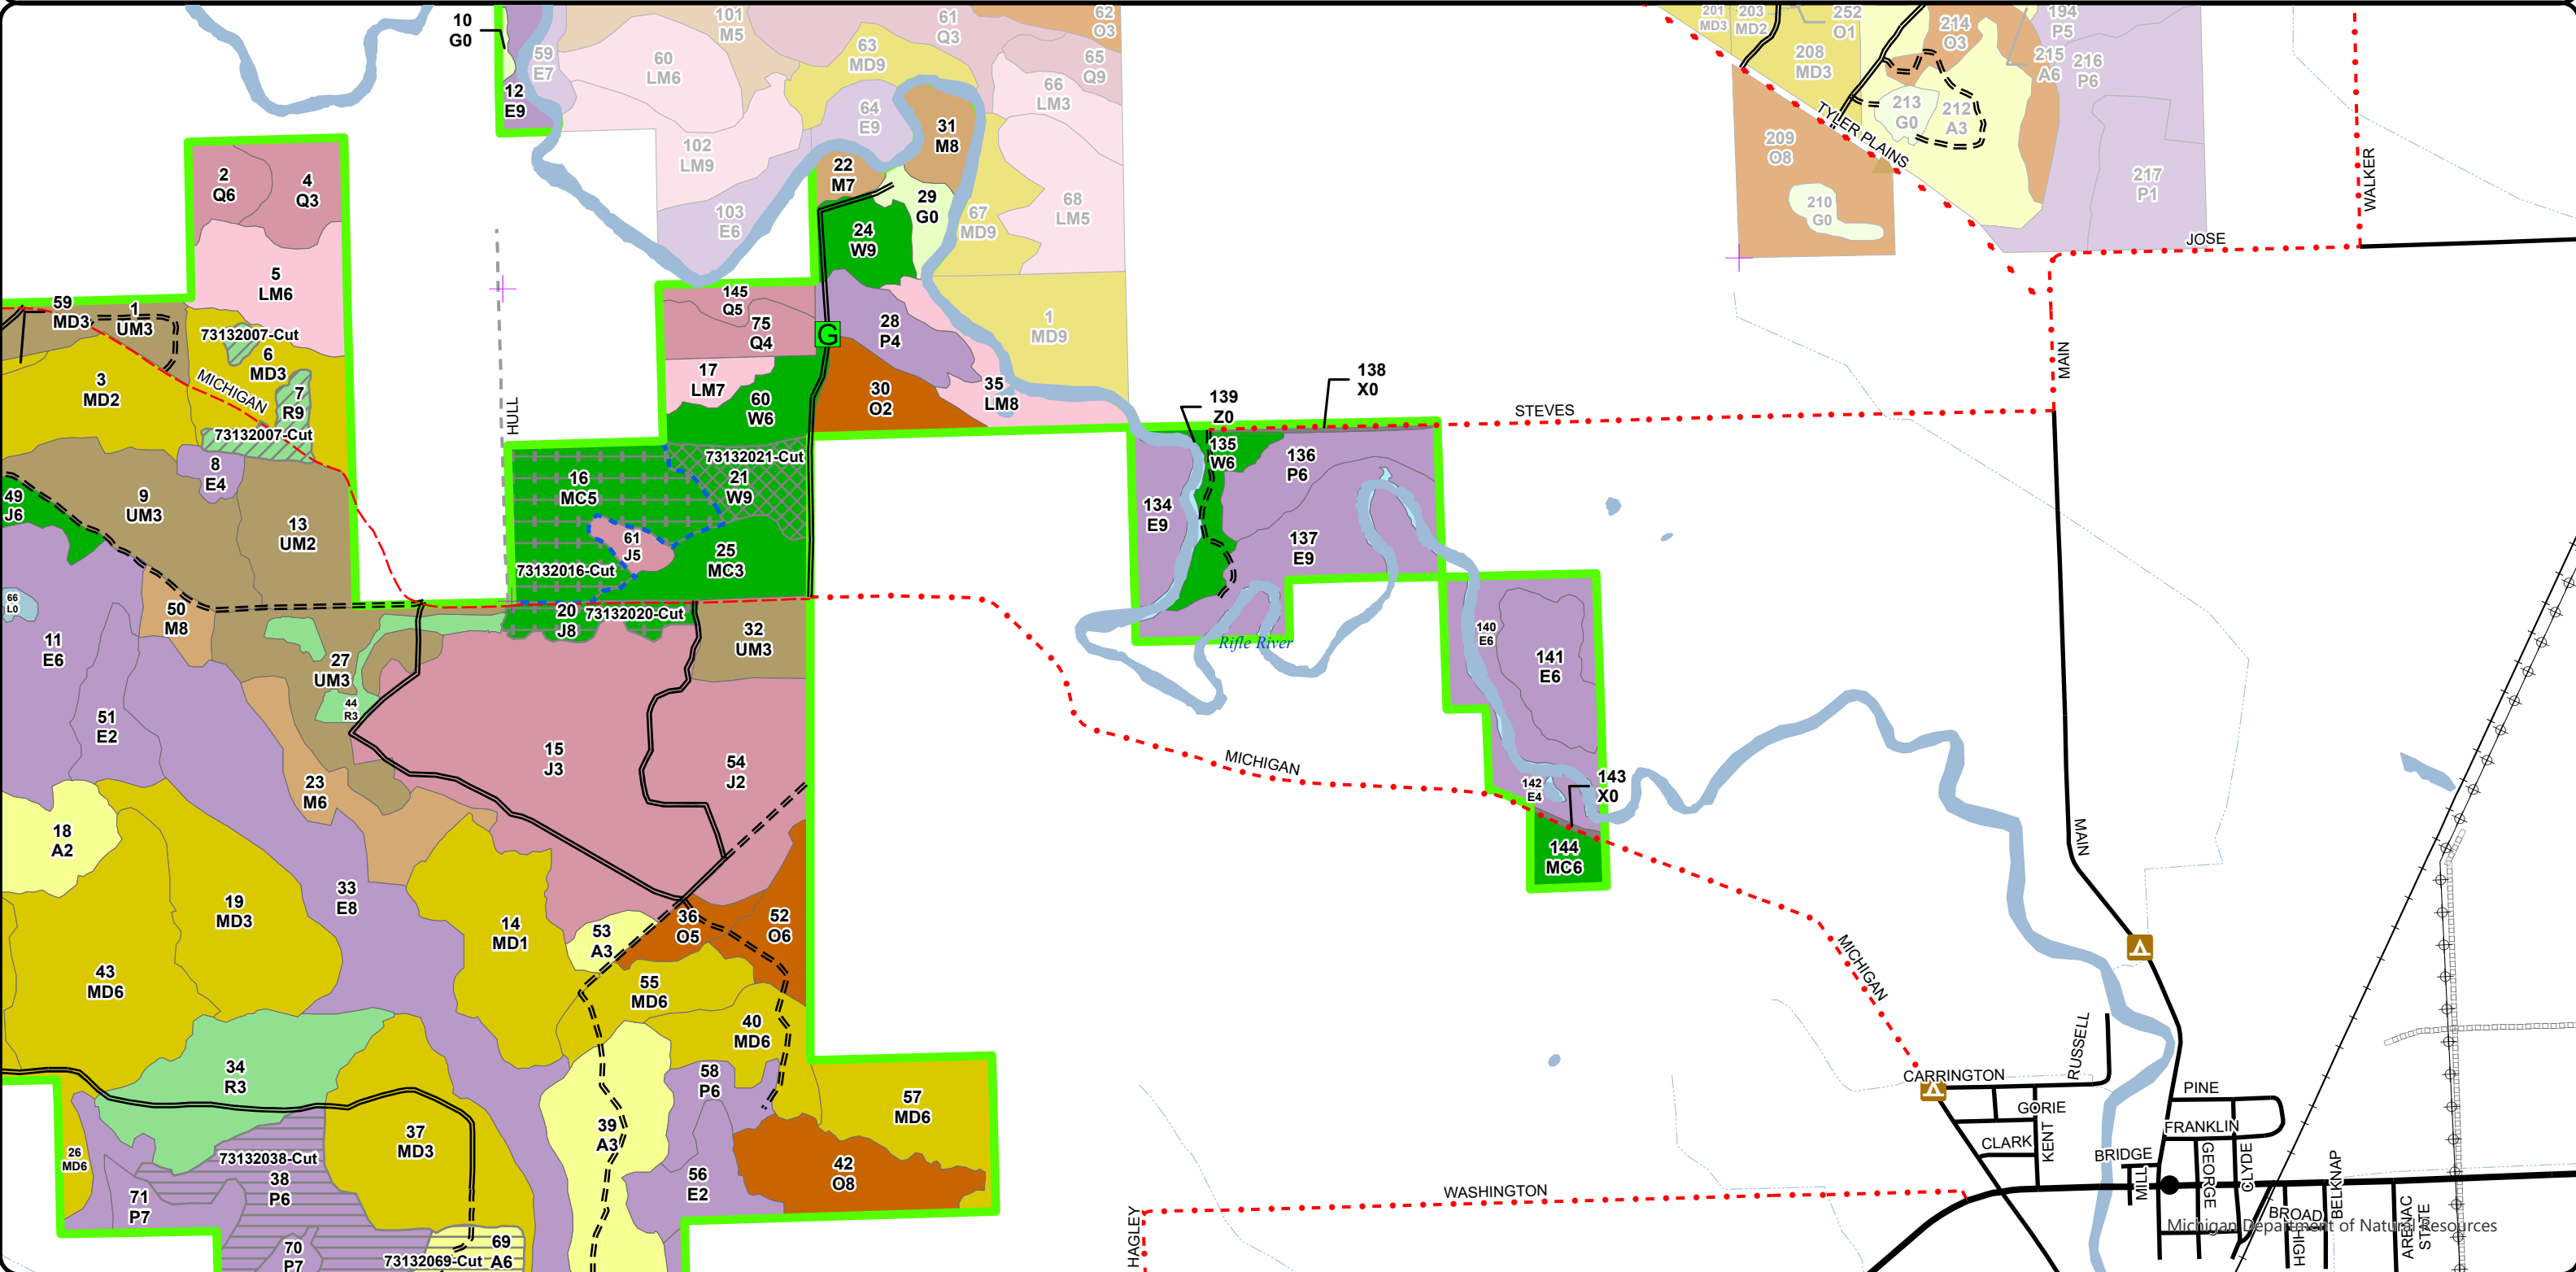 10
G0
12
E9
59
E7
101
M5
61
Q3
62
O3
60
LM6
63
MD9
65
Q9
66
LM3
64
E9
31
M8
102
LM9
22
M7
29
G0
67
MD9
68
LM5
103
E6
24
W9
201
MD3
203
MD2
252
O1
208
MD3
214
O3
194
P5
215
A6
216
P6
213
G0
212
A3
TYLER PLAINS
209
O8
210
G0
217
P1
WALKER
JOSE
MAIN
2
Q6
4
Q3
5
LM6
59
MD3
1
UM3
73132007-Cut
6
MD3
MICHIGAN
7
R9
73132007-Cut
3
MD2
8
E4
49
J6
9
UM3
13
UM2
HULL
145
Q5
75
Q4
G
28
P4
17
LM7
60
W6
30
O2
35
LM8
1
MD9
139
Z0
138
X0
STEVES
135
W6
136
P6
134
E9
137
E9
Rifle River
73132021-Cut
21
W9
16
MC5
61
J5
25
MC3
73132016-Cut
20
J8
73132020-Cut
32
UM3
66
L0
11
E6
50
M8
27
UM3
44
R3
51
E2
15
J3
54
J2
23
M6
18
A2
140
E6
141
E6
142
E4
143
X0
144
MC6
MICHIGAN
MAIN
MICHIGAN
19
MD3
33
E8
14
MD1
53
A3
36
O5
52
O6
43
MD6
55
MD6
40
MD6
34
R3
58
P6
57
MD6
39
A3
37
MD3
26
MD6
73132038-Cut
38
P6
71
P7
56
E2
42
O8
70
P7
73132069-Cut
69
A6
HAGLEY
WASHINGTON
CARRINGTON
RUSSELL
GORIE
CLARK
KENT
PINE
FRANKLIN
BRIDGE
MILL
GEORGE
CLYDE
BROAD
HIGH
BELKNAP
ARENAC STATE
Michigan Department of Natural Resources